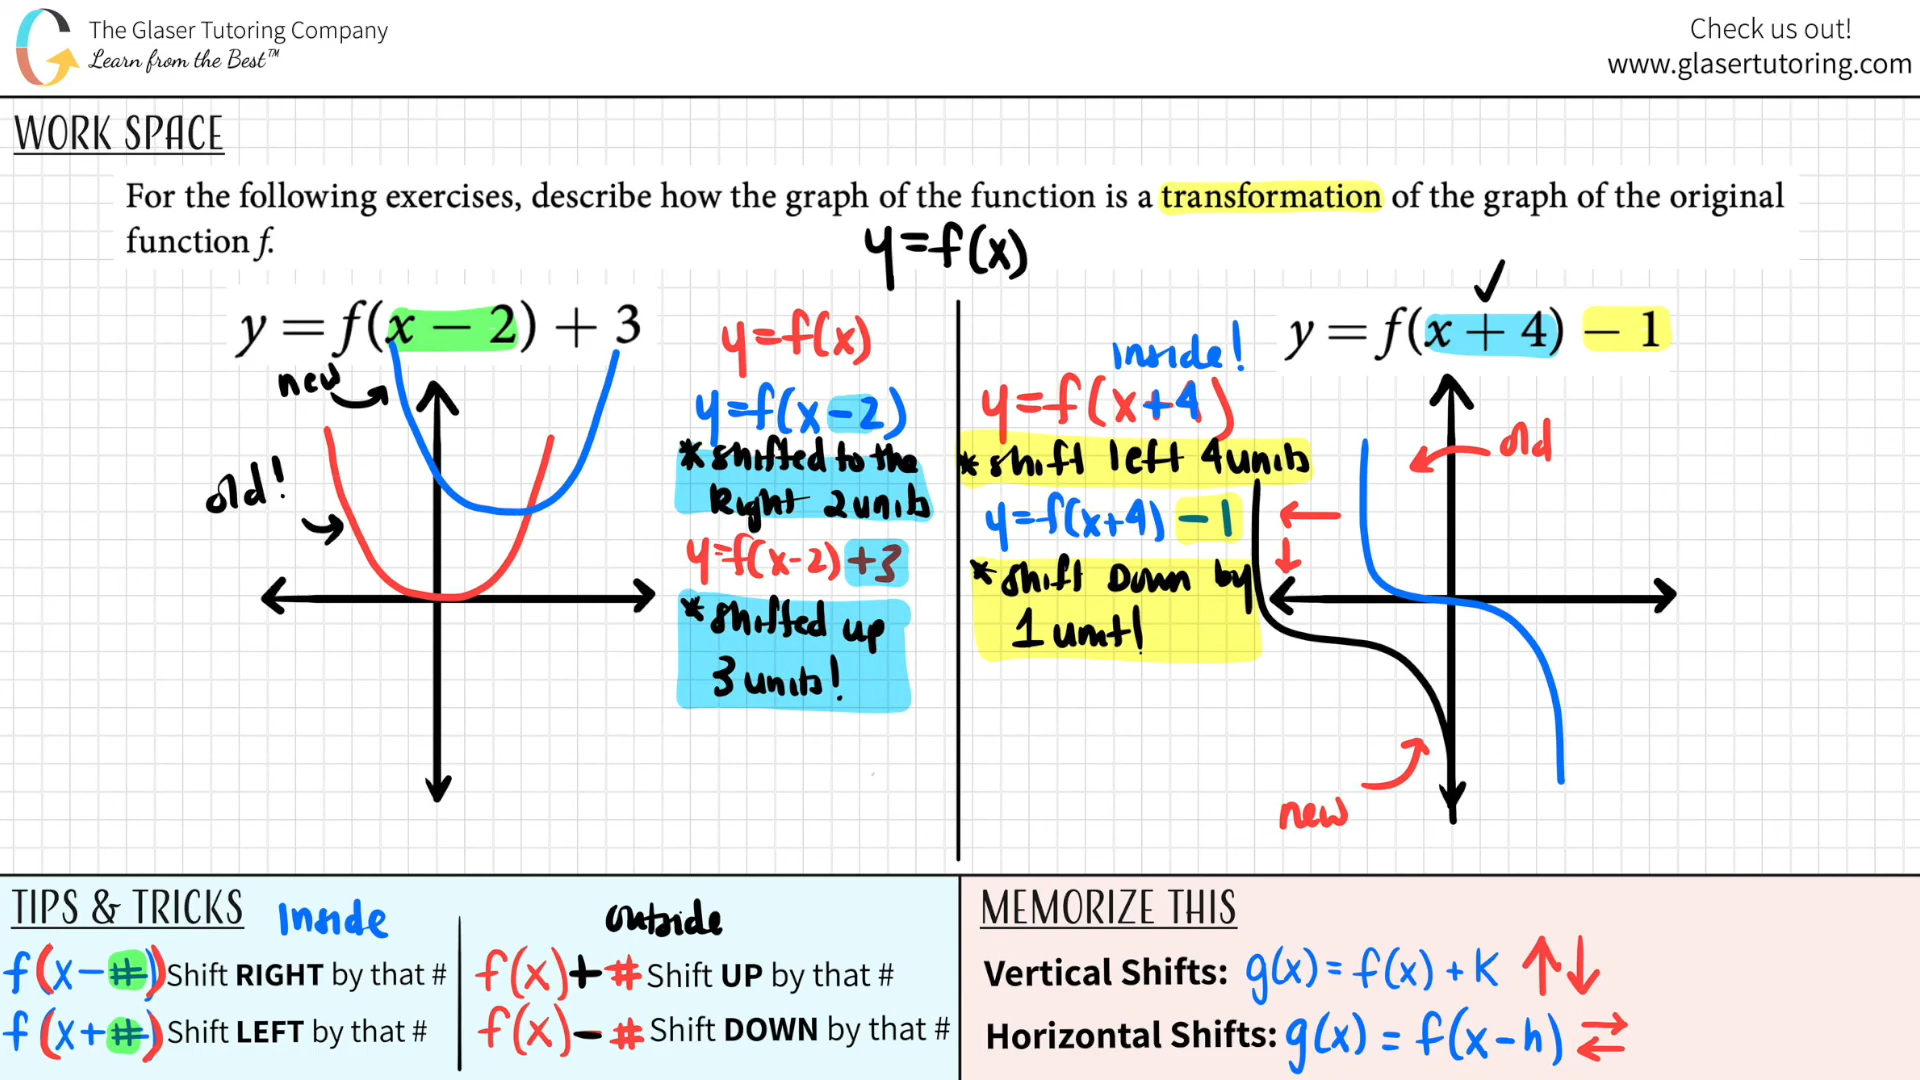 The Glaser Tutoring Company
Learn from the Best™
Check us out!
www.glasertutoring.com
WORK SPACE
For the following exercises, describe how the graph of the function is a transformation of the graph of the original
function f.
y=f(x)
y = f(x − 2) + 3
new
old!
y=f(x)
y=f(x-2)
*shifted to the
Right 2 units
y=f(x-2)+3
*shifted up
3 units!
✓
y = f(x + 4) − 1
inside!
y=f(x+4)
*shift left 4 units
y=f(x+4)-1
*shift Down by
1 unit!
old
new
TIPS & TRICKS
Inside
f(x-#) Shift RIGHT by that #
f(x+#) Shift LEFT by that #
outside
f(x)+# Shift UP by that #
f(x)-# Shift DOWN by that #
MEMORIZE THIS
Vertical Shifts: g(x)=f(x)+K ↑↓
Horizontal Shifts: g(x)=f(x-h) ⇄